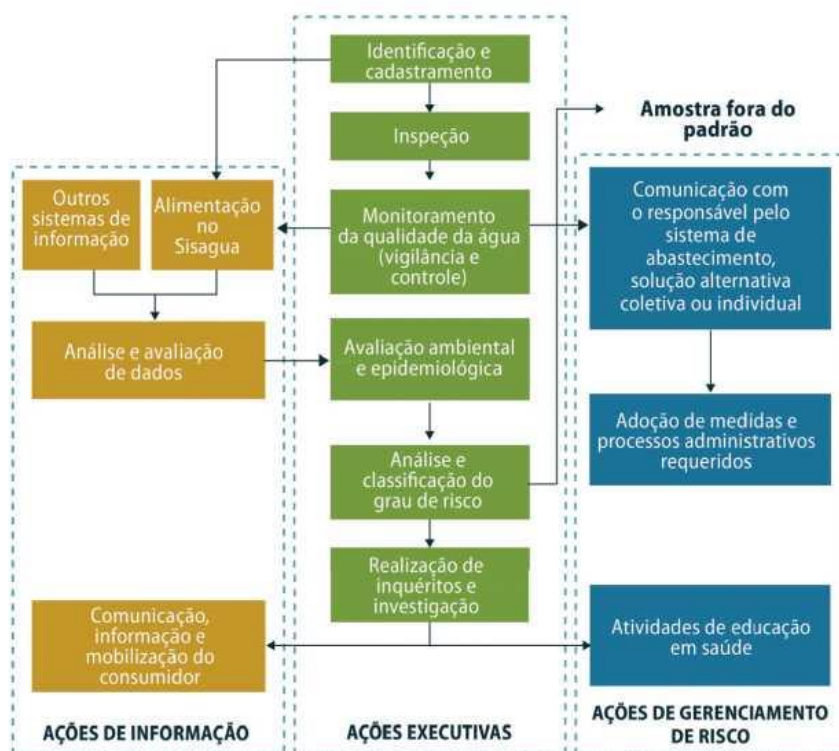 Identificação e
cadastramento
Inspeção
Amostra fora do
padrão
Outros
sistemas de
informação
Alimentação
no
Sisagua
Monitoramento
da qualidade da água
(vigilância e
controle)
Comunicação com
o responsável pelo
sistema de
abastecimento,
solução alternativa
coletiva ou individual
Análise e avaliação
de dados
Avaliação ambiental
e epidemiológica
Análise e
classificação do
grau de risco
Adoção de medidas e
processos administrativos
requeridos
Realização de
inquéritos e
investigação
Comunicação,
informação e
mobilização do
consumidor
Atividades de educação
em saúde
AÇÕES DE INFORMAÇÃO
AÇÕES EXECUTIVAS
AÇÕES DE GERENCIAMENTO
DE RISCO